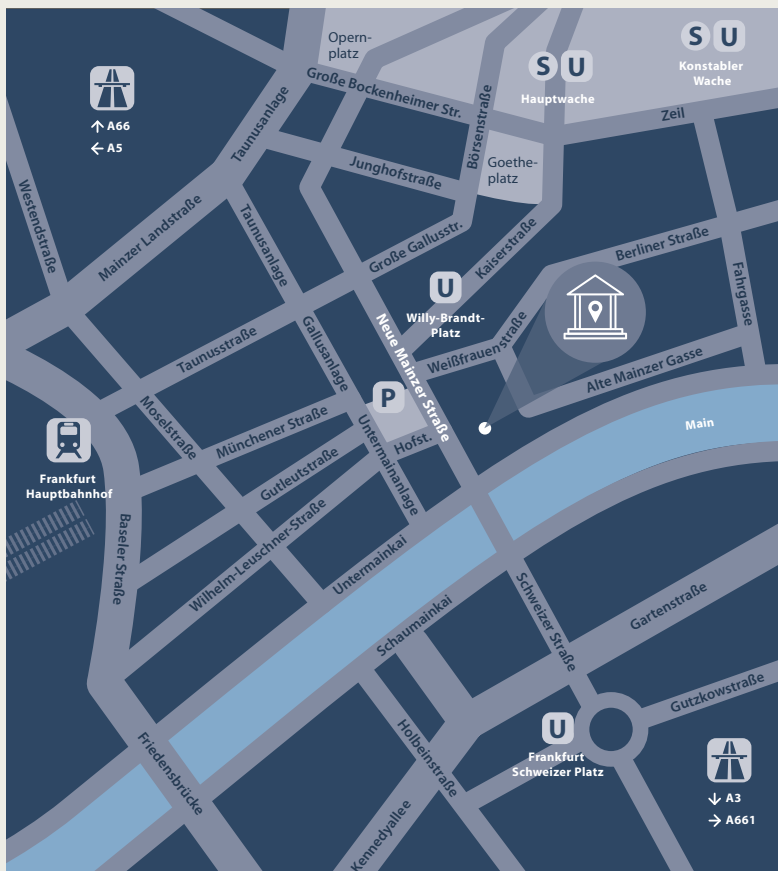 Opern-
platz
S U
Konstabler
Wache
S U
Hauptwache
↑ A66
← A5
Große Bockenheimer Str.
Taunusanlage
Börsenstraße
Zeil
Junghofstraße
Goethe-
platz
Westendstraße
Mainzer Landstraße
Taunusanlage
Große Gallusstr.
Kaiserstraße
Berliner Straße
Fahrgasse
U
Willy-Brandt-
Platz
Neue Mainzer Straße
Gallusanlage
Taunusstraße
Weißfrauenstraße
Alte Mainzer Gasse
P
Moselstraße
Münchener Straße
Hofst.
Main
Frankfurt
Hauptbahnhof
Gutleutstraße
Untermainanlage
Baseler Straße
Wilhelm-Leuschner-Straße
Untermainkai
Schaumainkai
Schweizer Straße
Gartenstraße
Gutzkowstraße
U
Frankfurt
Schweizer Platz
Holbeinstraße
Friedensbrücke
Kennedyallee
↓ A3
→ A661